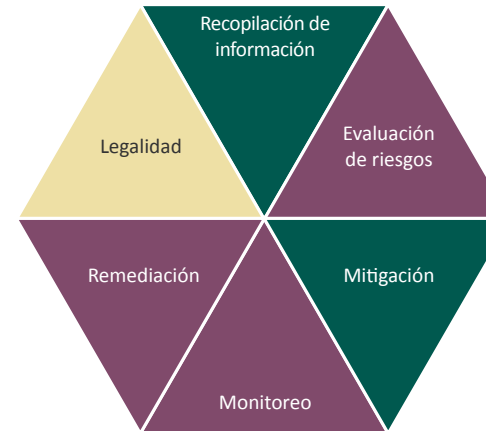 Recopilación de
información
Legalidad
Evaluación
de riesgos
Remediación
Mitigación
Monitoreo